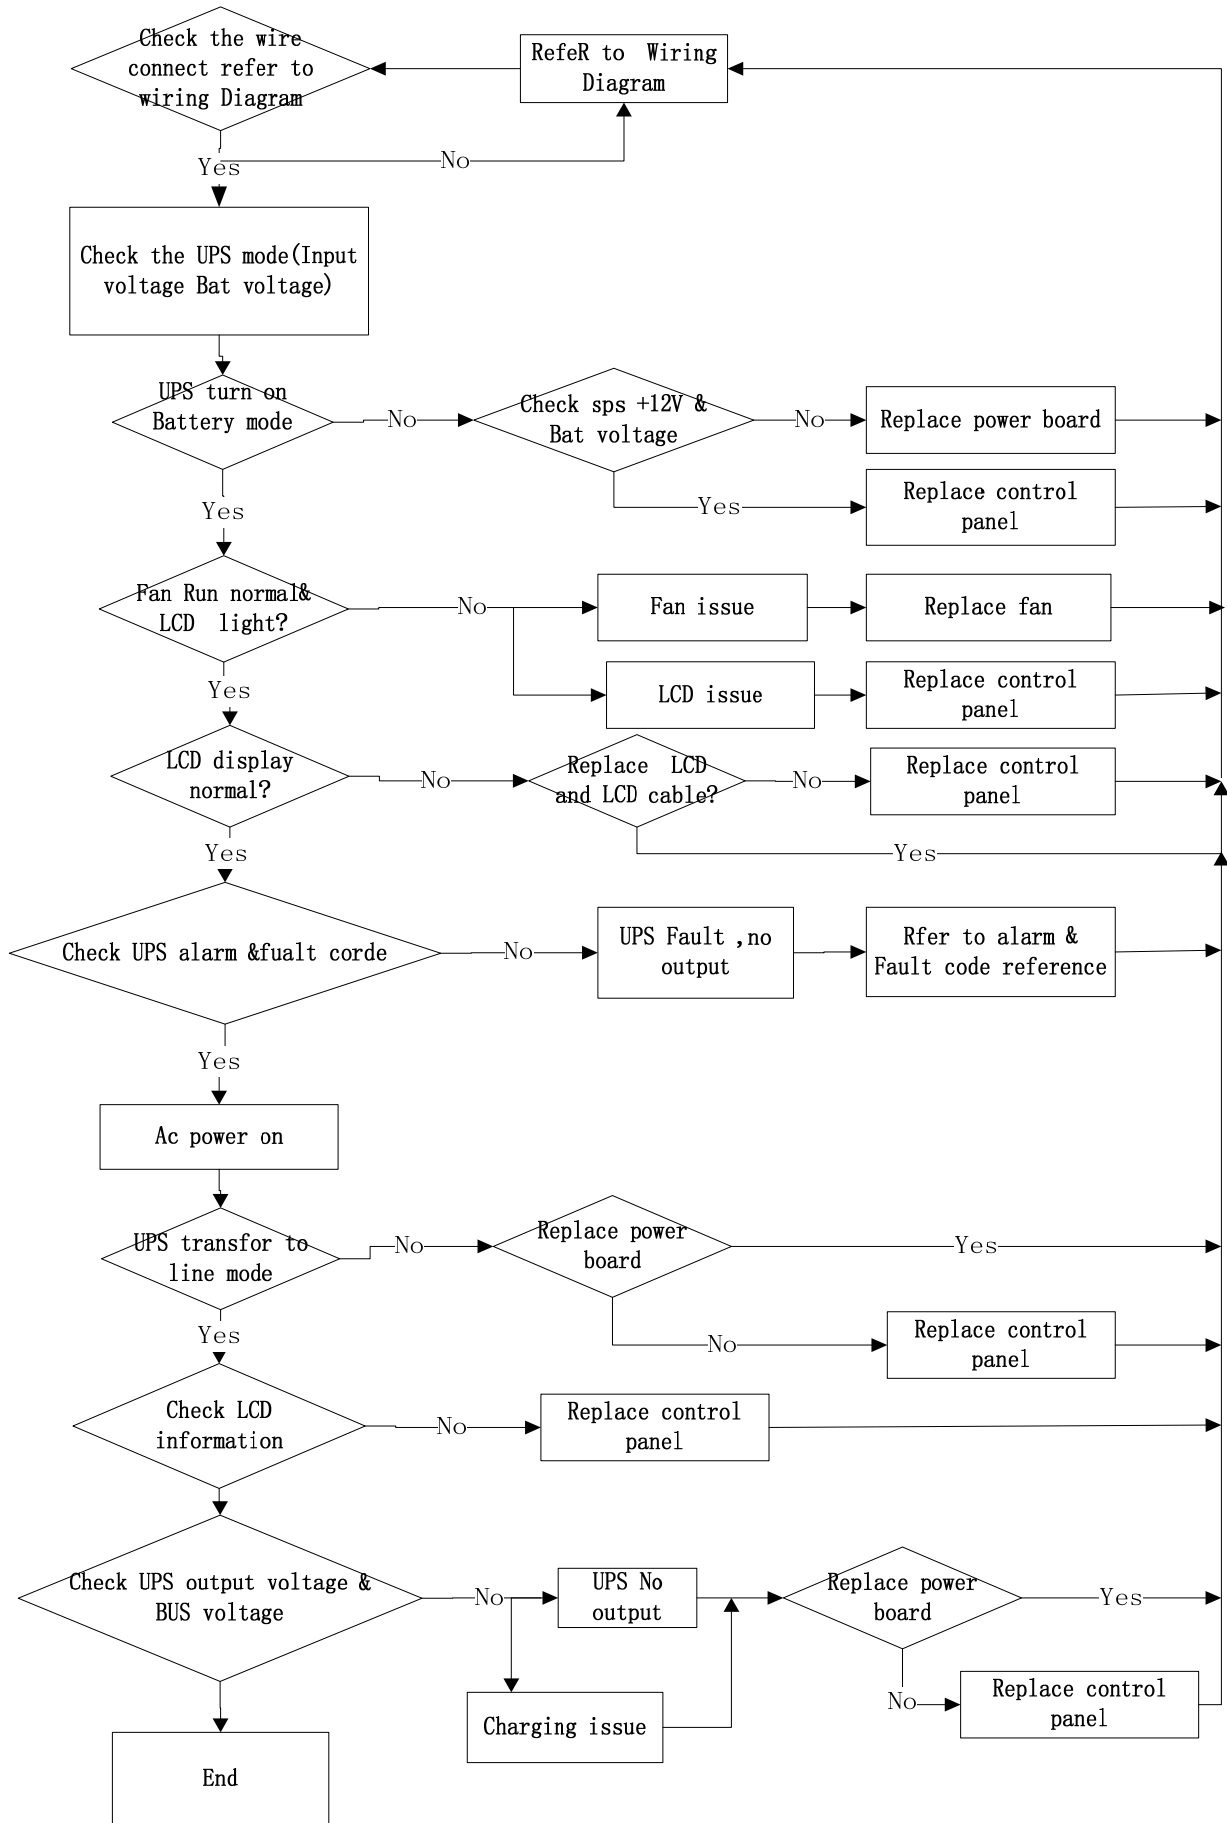 Check the wire
connect refer to
wiring Diagram
RefeR to Wiring
Diagram
No
Yes
Check the UPS mode(Input
voltage Bat voltage)
UPS turn on
Battery mode
No
Check sps +12V &
Bat voltage
No
Replace power board
Yes
Replace control
panel
Yes
Fan Run normal&
LCD light?
No
Fan issue
Replace fan
LCD issue
Replace control
panel
Yes
LCD display
normal?
No
Replace LCD
and LCD cable?
No
Replace control
panel
Yes
Yes
Check UPS alarm &fualt corde
No
UPS Fault ,no
output
Rfer to alarm &
Fault code reference
Yes
Ac power on
UPS transfor to
line mode
No
Replace power
board
Yes
No
Replace control
panel
Yes
Check LCD
information
No
Replace control
panel
Check UPS output voltage &
BUS voltage
No
UPS No
output
Replace power
board
Yes
Charging issue
No
Replace control
panel
End